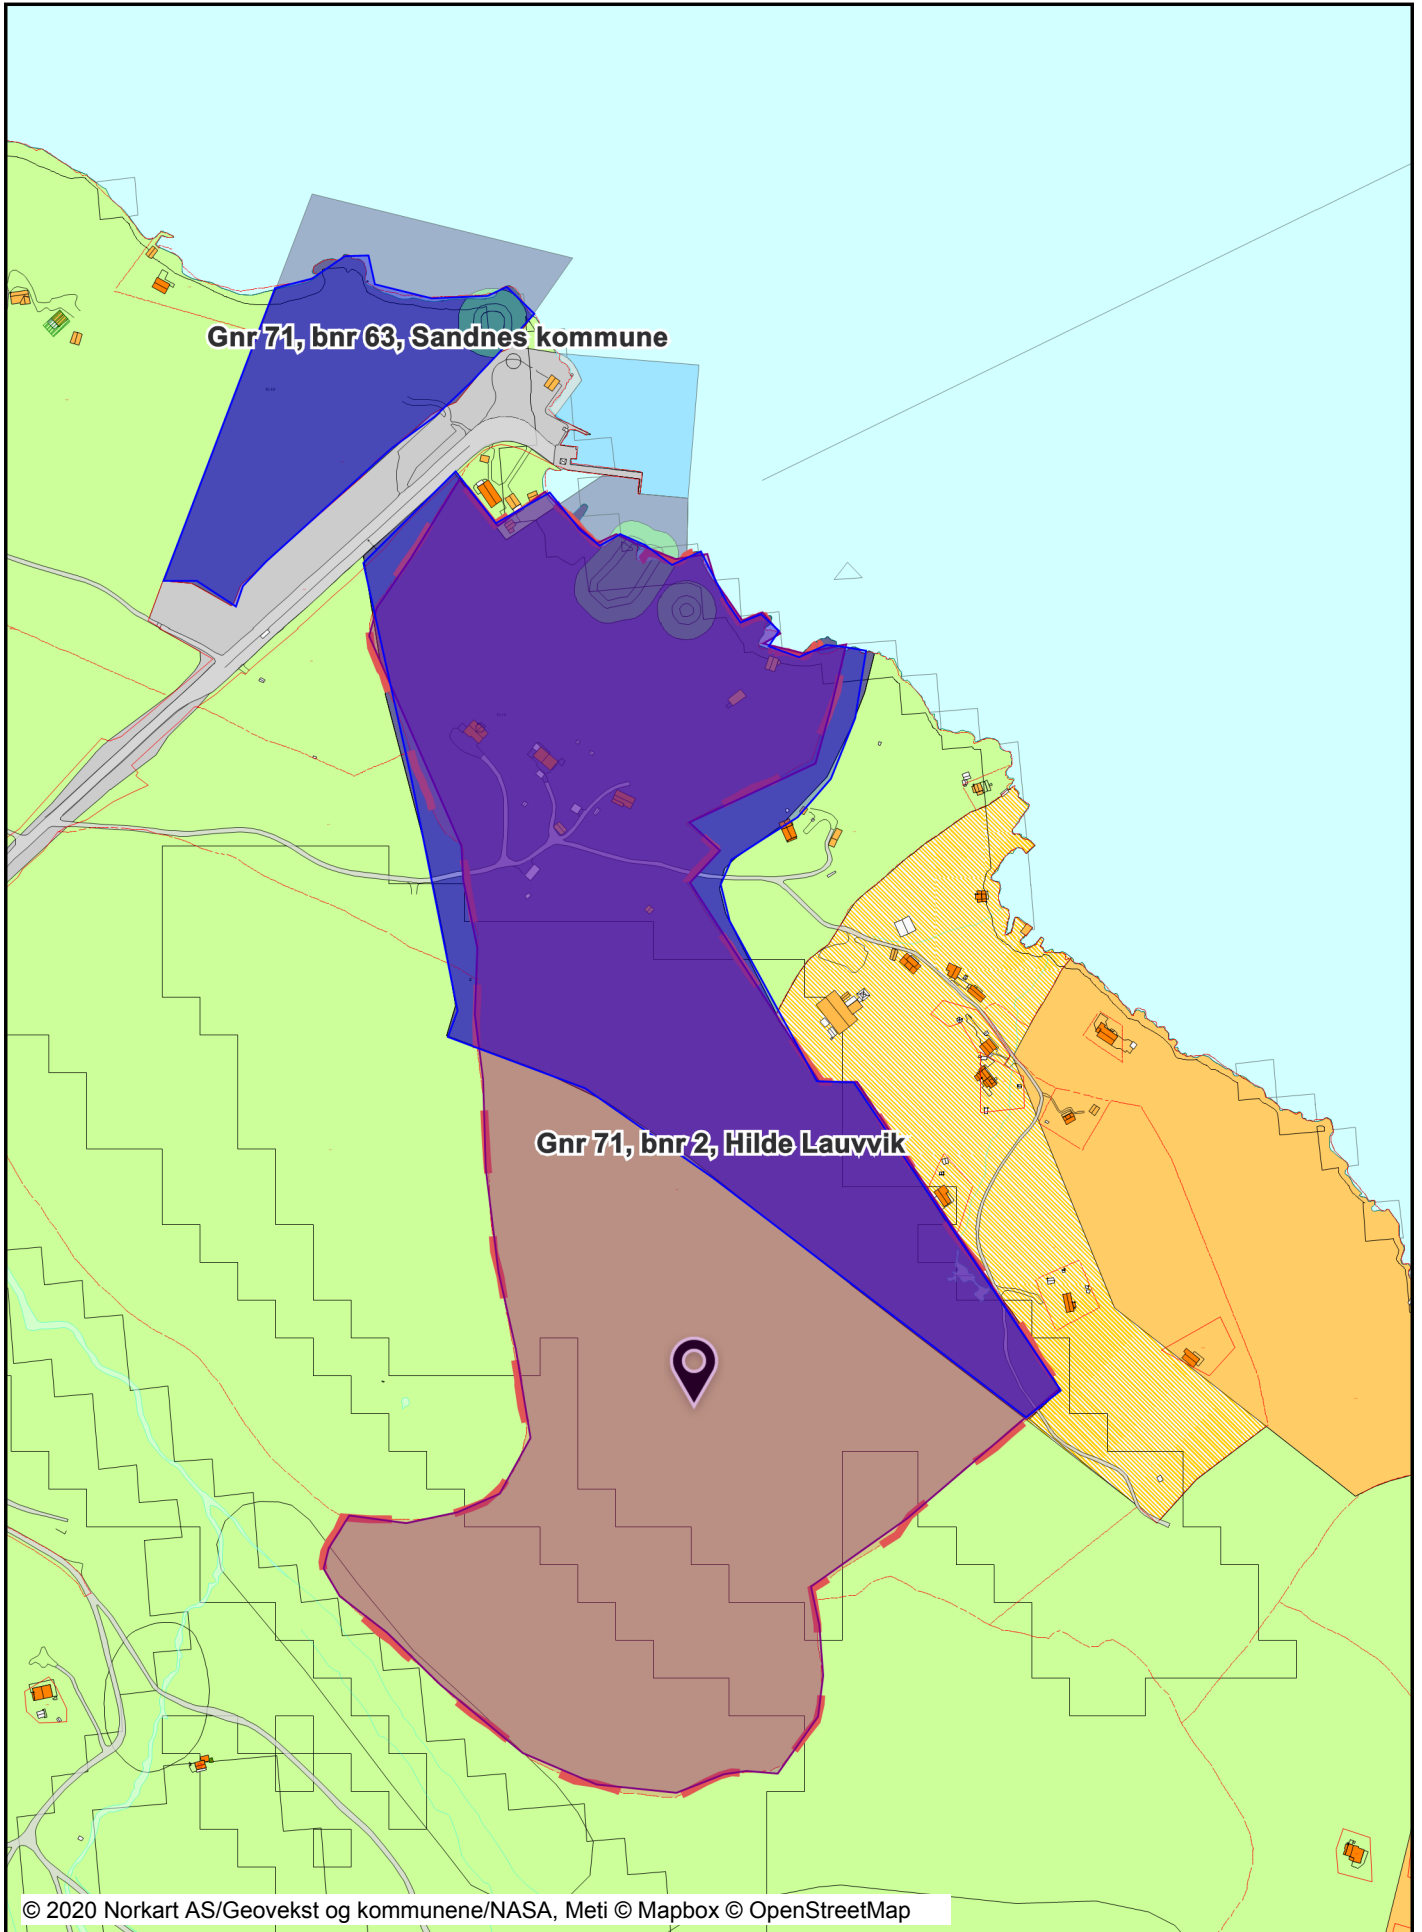 Gnr 71, bnr 63, Sandnes kommune
Gnr 71, bnr 2, Hilde Lauvvik
© 2020 Norkart AS/Geovekst og kommunene/NASA, Meti © Mapbox © OpenStreetMap